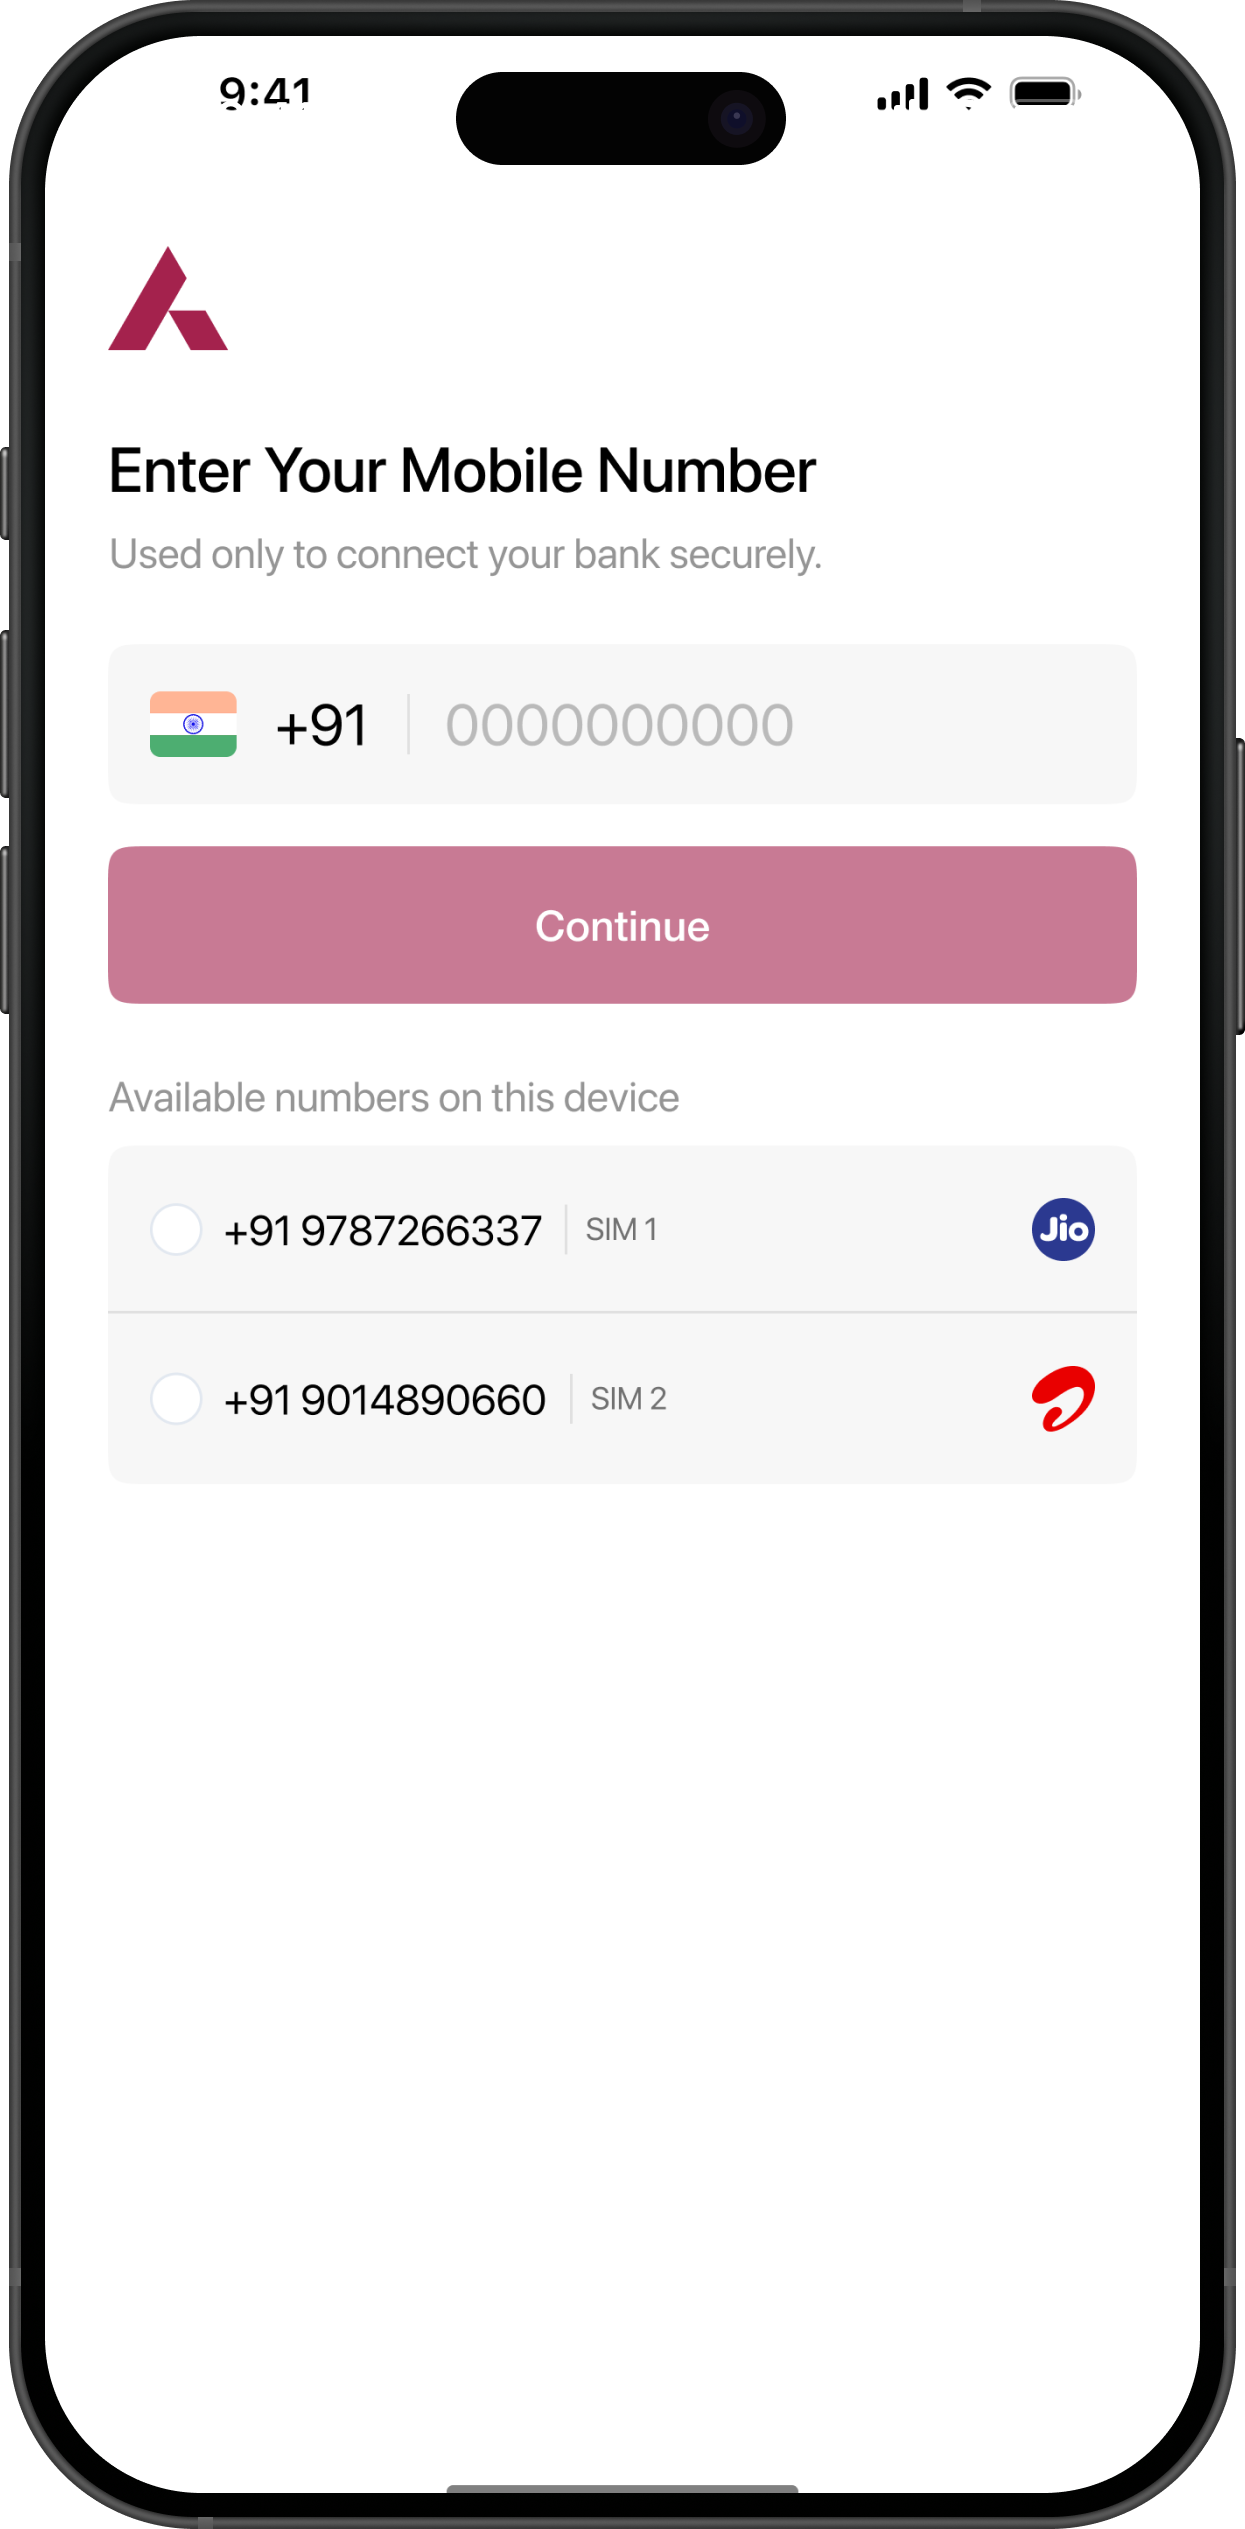 9:41
Enter Your Mobile Number
Used only to connect your bank securely.
+91 0000000000
Continue
Available numbers on this device
+91 9787266337 SIM 1 Jio
+91 9014890660 SIM 2